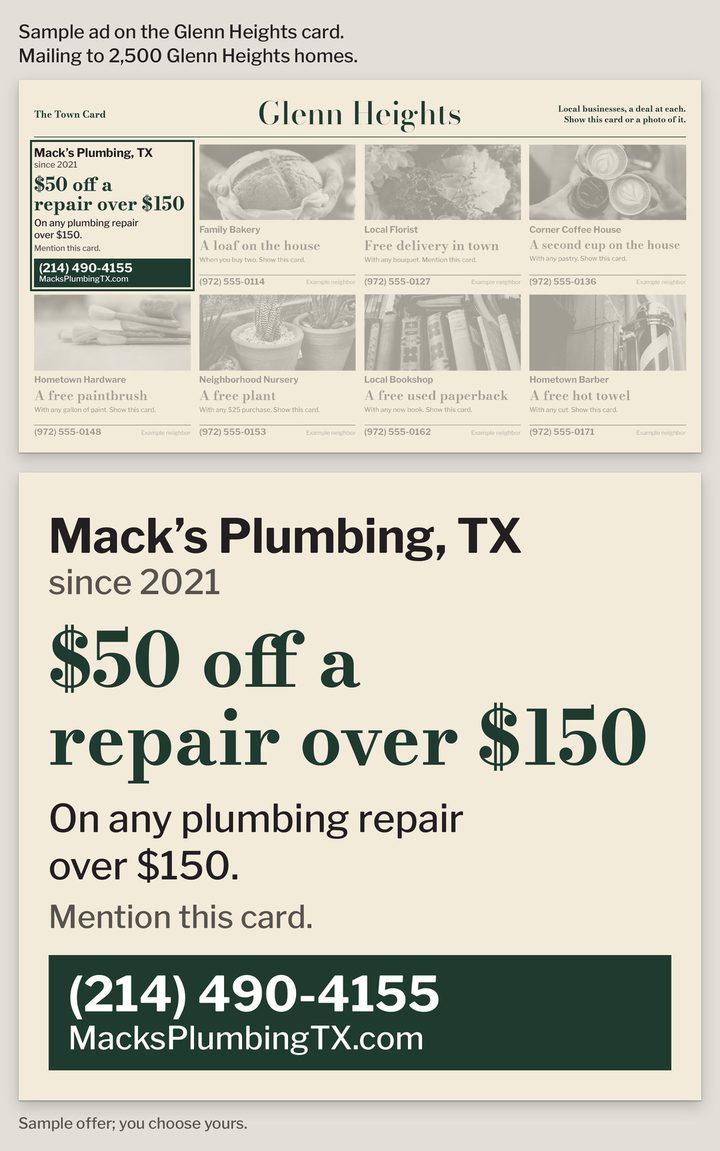 Sample ad on the Glenn Heights card.
Mailing to 2,500 Glenn Heights homes.
The Town Card
Glenn Heights
Local businesses, a deal at each.
Show this card or a photo of it.
Mack’s Plumbing, TX
since 2021
$50 off a
repair over $150
On any plumbing repair
over $150.
Mention this card.
(214) 490-4155
MacksPlumbingTX.com
Family Bakery
A loaf on the house
When you buy two. Show this card.
(972) 555-0114
Example neighbor
Local Florist
Free delivery in town
With any bouquet. Mention this card.
(972) 555-0127
Example neighbor
Corner Coffee House
A second cup on the house
With any pastry. Show this card.
(972) 555-0136
Example neighbor
Hometown Hardware
A free paintbrush
With any gallon of paint. Show this card.
(972) 555-0148
Example neighbor
Neighborhood Nursery
A free plant
With any $25 purchase. Show this card.
(972) 555-0153
Example neighbor
Local Bookshop
A free used paperback
With any new book. Show this card.
(972) 555-0162
Example neighbor
Hometown Barber
A free hot towel
With any cut. Show this card.
(972) 555-0171
Example neighbor
Mack’s Plumbing, TX
since 2021
$50 off a
repair over $150
On any plumbing repair
over $150.
Mention this card.
(214) 490-4155
MacksPlumbingTX.com
Sample offer; you choose yours.